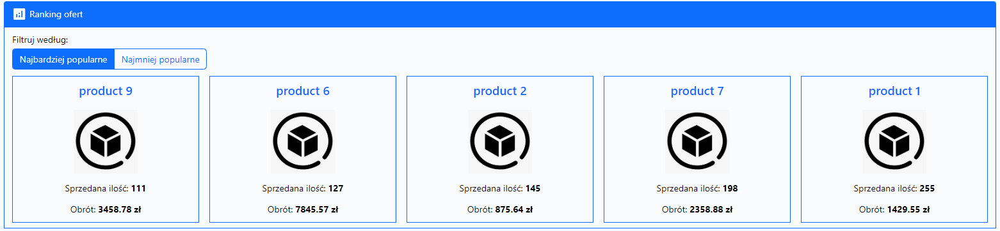 Ranking ofert
Filtruj według:
Najbardziej popularne Najmniej popularne
product 9
Sprzedana ilość: 111
Obrót: 3458.78 zł
product 6
Sprzedana ilość: 127
Obrót: 7845.57 zł
product 2
Sprzedana ilość: 145
Obrót: 875.64 zł
product 7
Sprzedana ilość: 198
Obrót: 2358.88 zł
product 1
Sprzedana ilość: 255
Obrót: 1429.55 zł